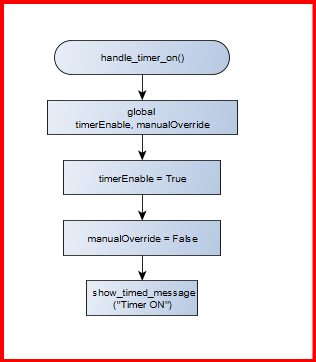 handle_timer_on()
global
timerEnable, manualOverride
timerEnable = True
manualOverride = False
show_timed_message
("Timer ON")